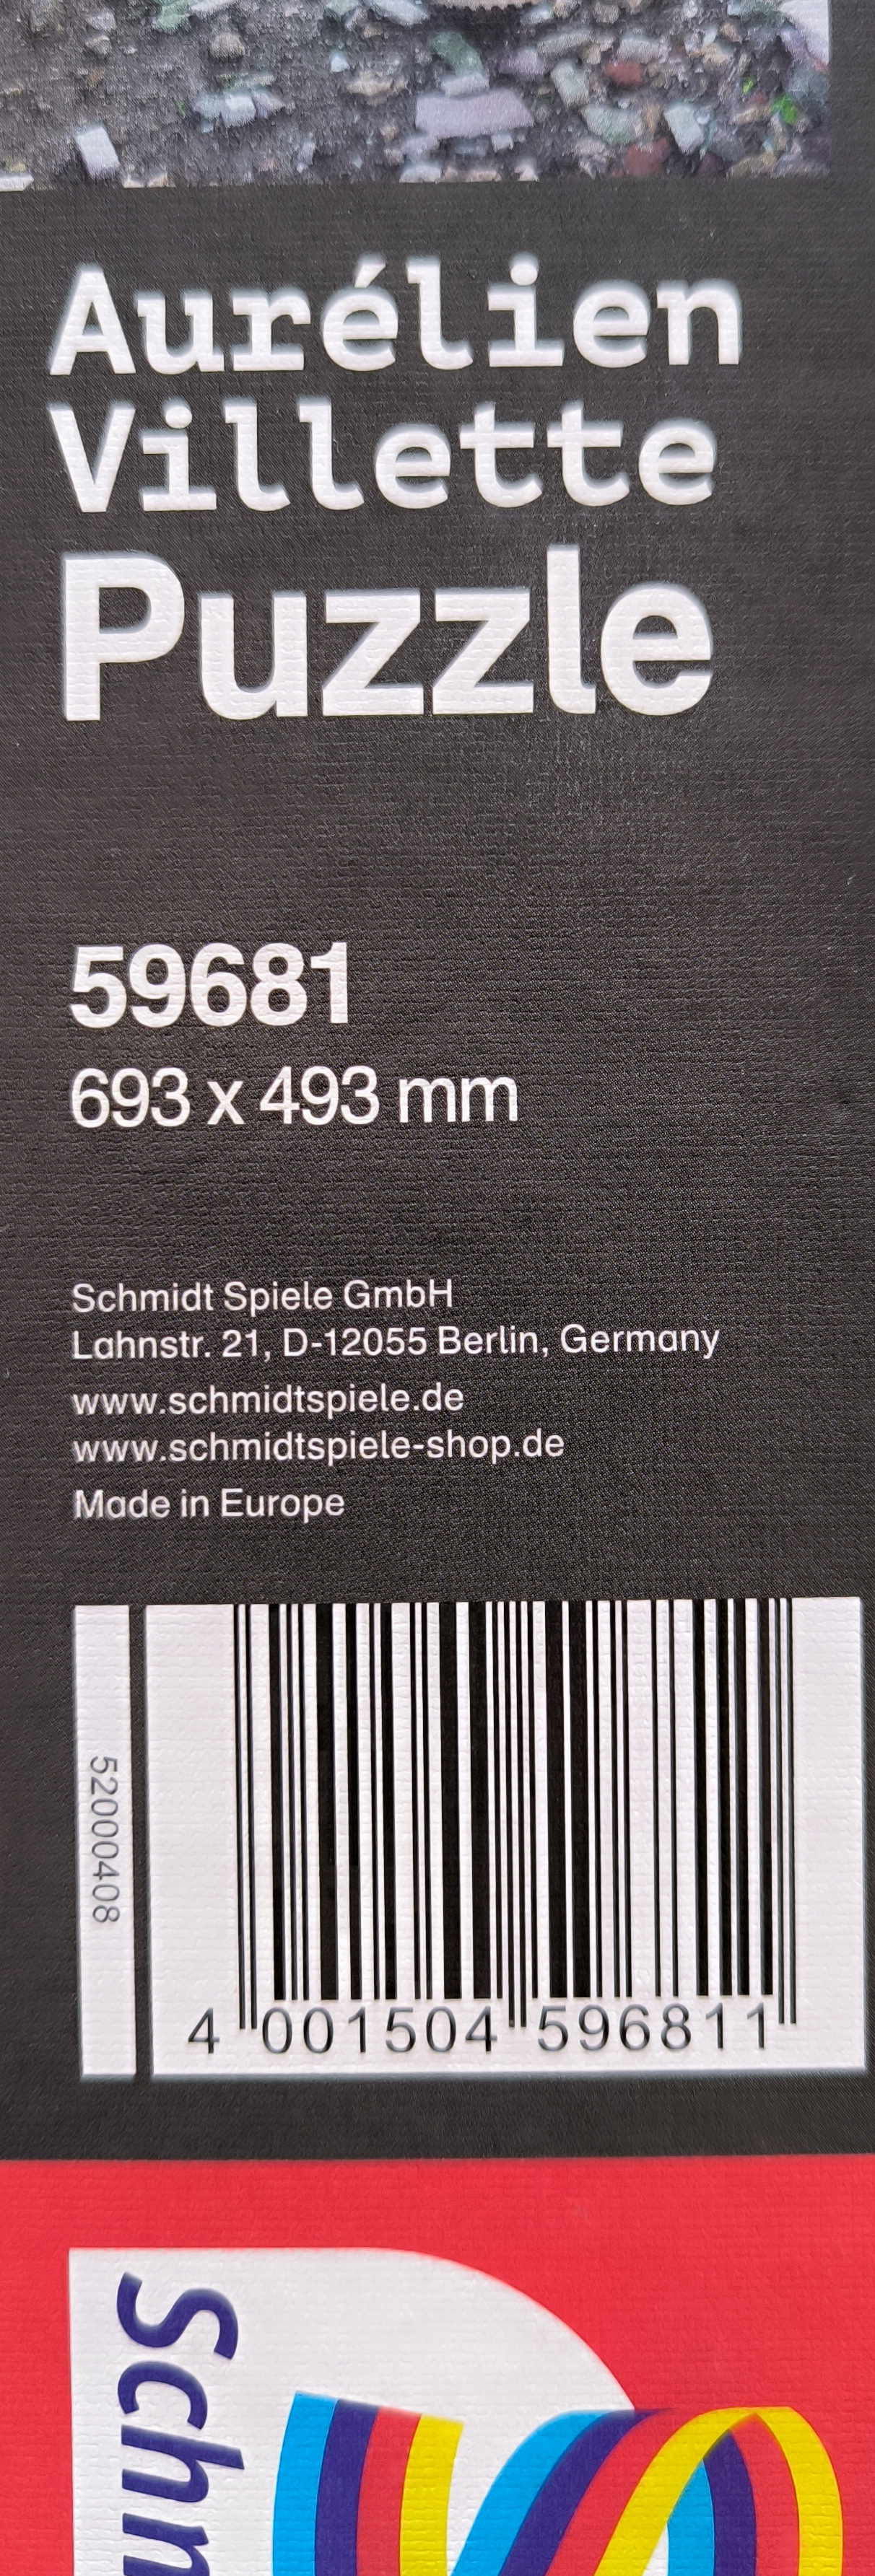 Aurélien
Villette
Puzzle
59681
693 x 493 mm
Schmidt Spiele GmbH
Lahnstr. 21, D-12055 Berlin, Germany
www.schmidtspiele.de
www.schmidtspiele-shop.de
Made in Europe
52000408
4 001504 596811